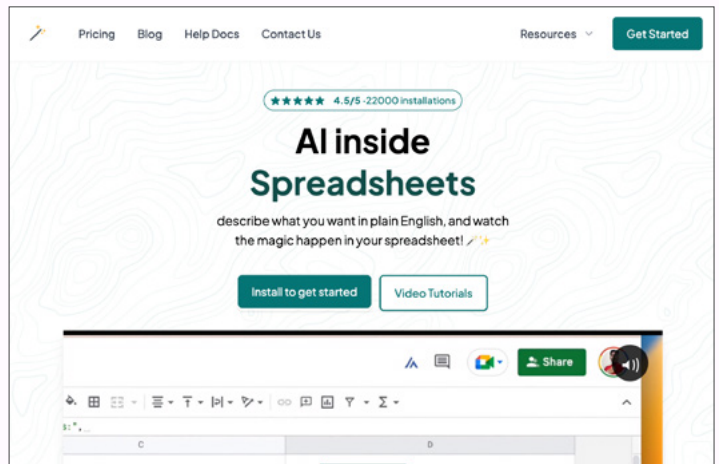 Pricing Blog Help Docs Contact Us Resources Get Started
4.5/5 -22000 installations
AI inside
Spreadsheets
describe what you want in plain English, and watch
the magic happen in your spreadsheet!
Install to get started Video Tutorials
Share
s:",
C D